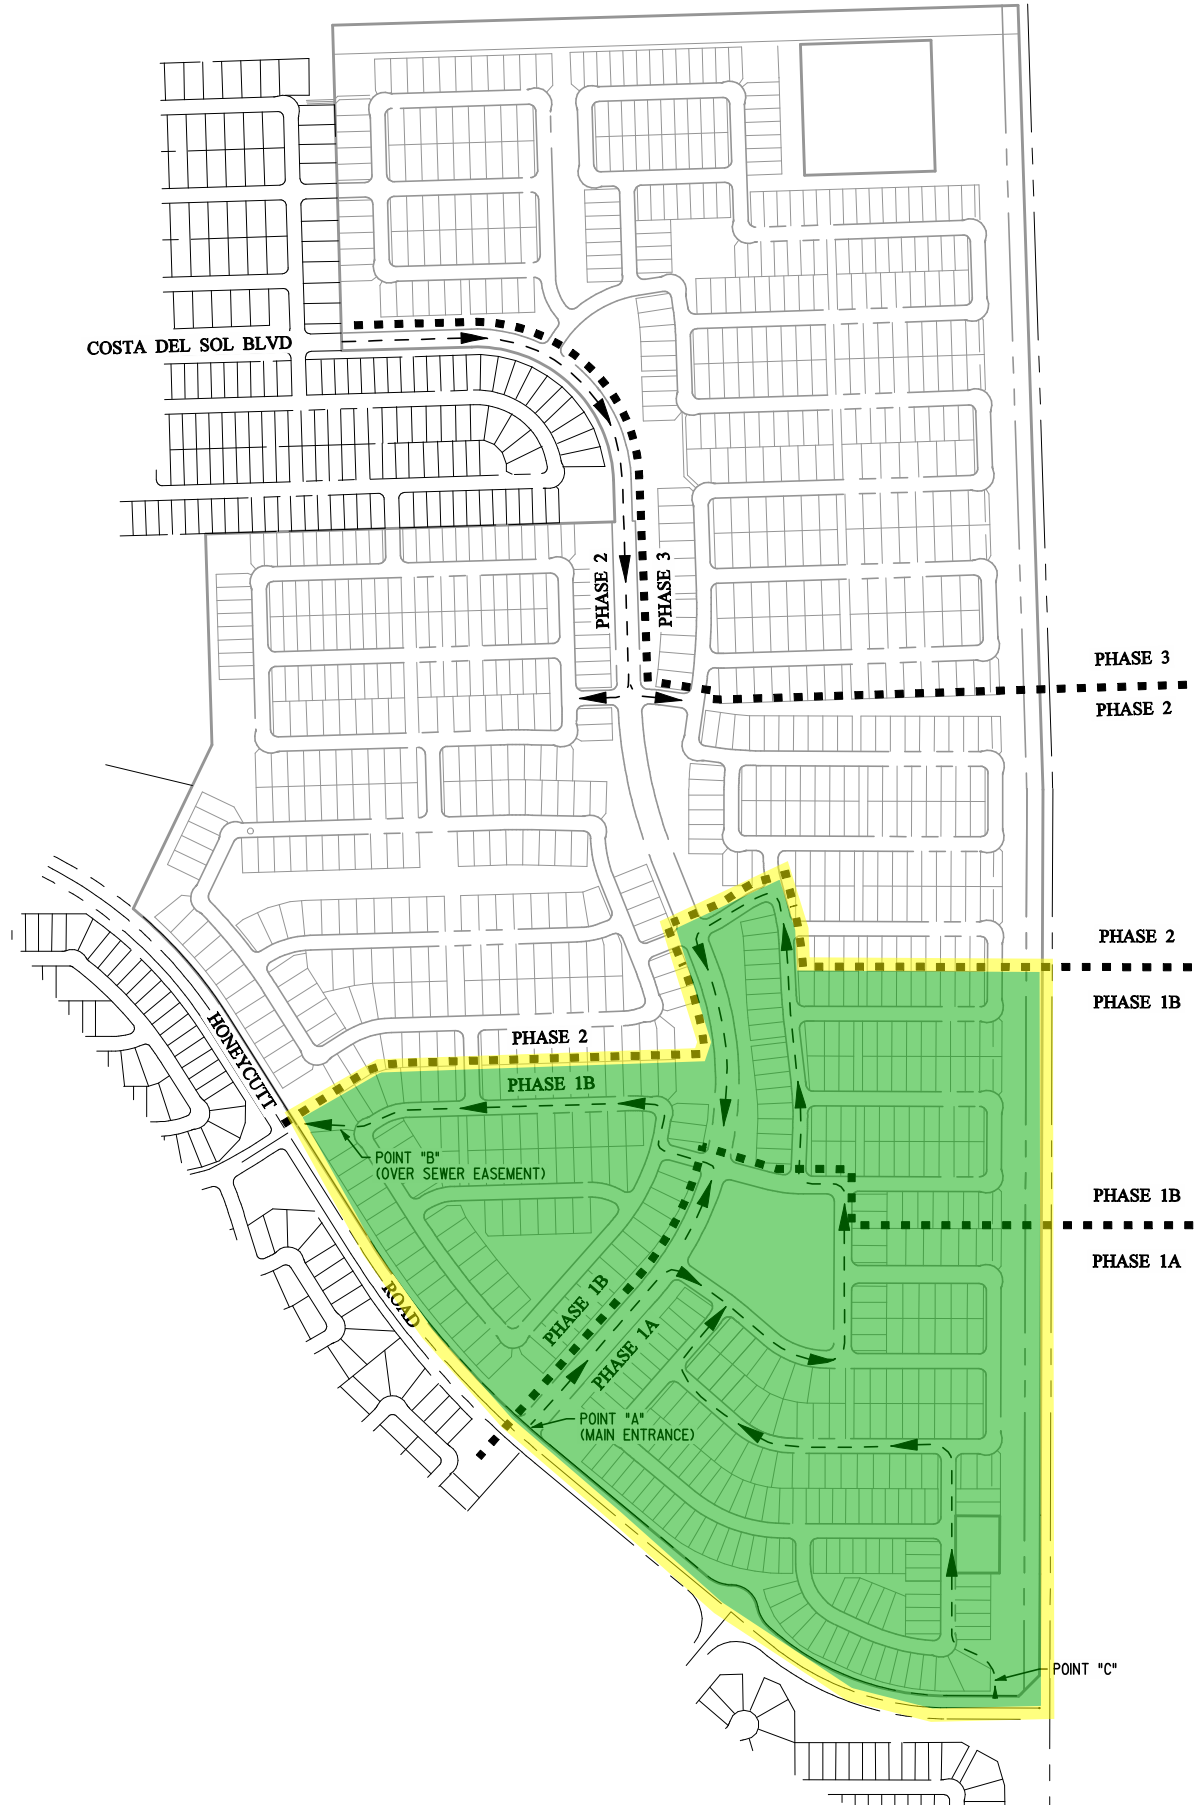 COSTA DEL SOL BLVD
PHASE 2
PHASE 3
PHASE 3
PHASE 2
PHASE 2
PHASE 1B
HONEYCUTT
ROAD
PHASE 2
PHASE 1B
POINT "B"
(OVER SEWER EASEMENT)
PHASE 1B
PHASE 1A
PHASE 1B
PHASE 1A
POINT "A"
(MAIN ENTRANCE)
POINT "C"